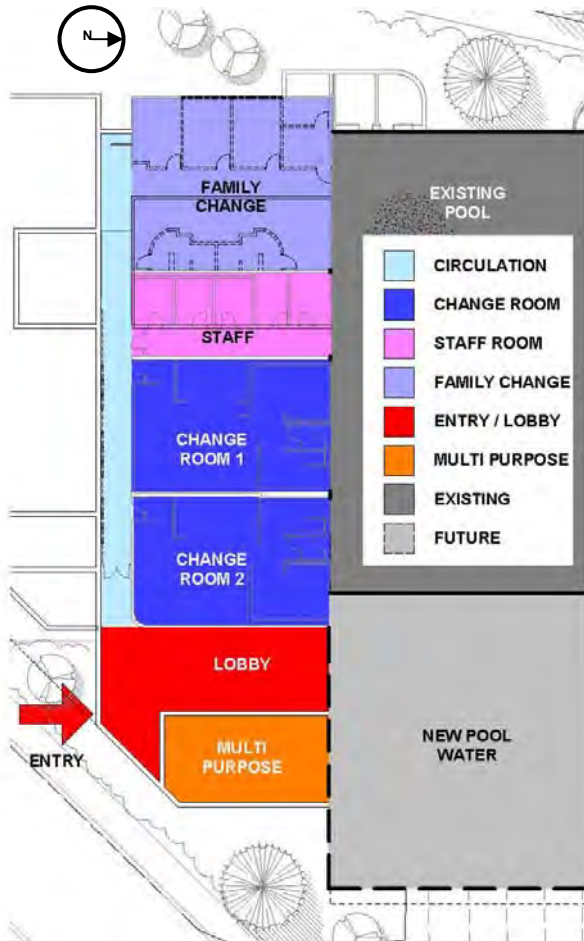 N
FAMILY
CHANGE
EXISTING
POOL
CIRCULATION
CHANGE ROOM
STAFF ROOM
FAMILY CHANGE
ENTRY / LOBBY
MULTI PURPOSE
EXISTING
FUTURE
STAFF
CHANGE
ROOM 1
CHANGE
ROOM 2
LOBBY
ENTRY
MULTI
PURPOSE
NEW POOL
WATER